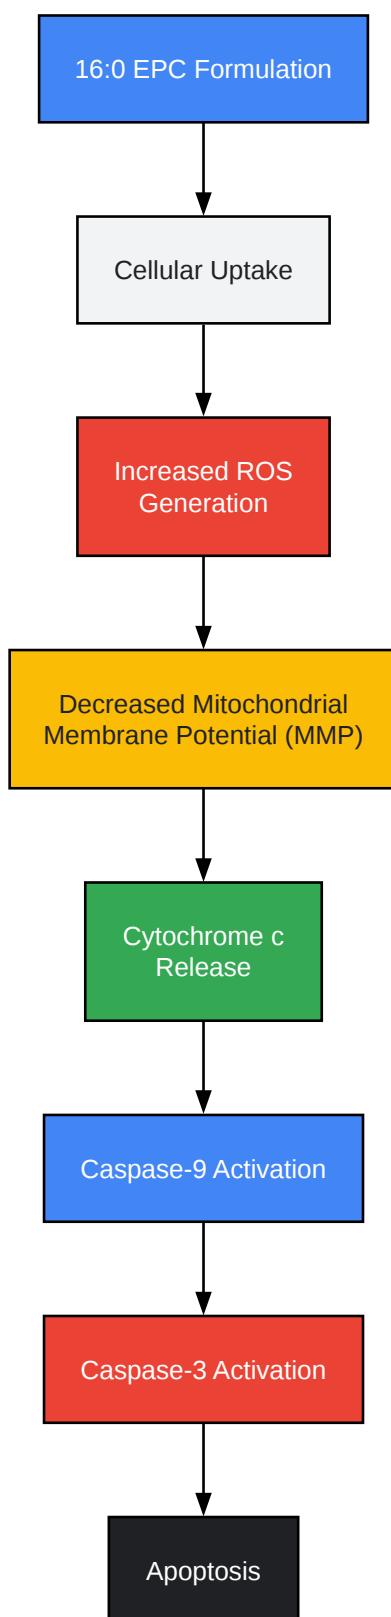 16:0 EPC Formulation
Cellular Uptake
Increased ROS
Generation
Decreased Mitochondrial
Membrane Potential (MMP)
Cytochrome c
Release
Caspase-9 Activation
Caspase-3 Activation
Apoptosis